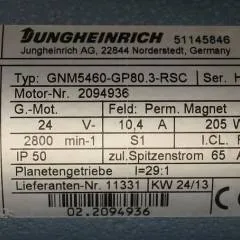 JUNGHEINRICH 51145846
Jungheinrich AG, 22844 Norderstedt, Germany
Typ: GNM5460-GP80.3-RSC Ser.
Motor-Nr. 2094936
G.-Mot. Feld: Perm. Magnet
24 V- 10,4 A 205 W
2800 min-1 S1 I.CL.
IP 50 zul.Spitzenstrom 65 A
Planetengetriebe I=29:1
Lieferanten-Nr. 11331 KW 24/13
02.2094936